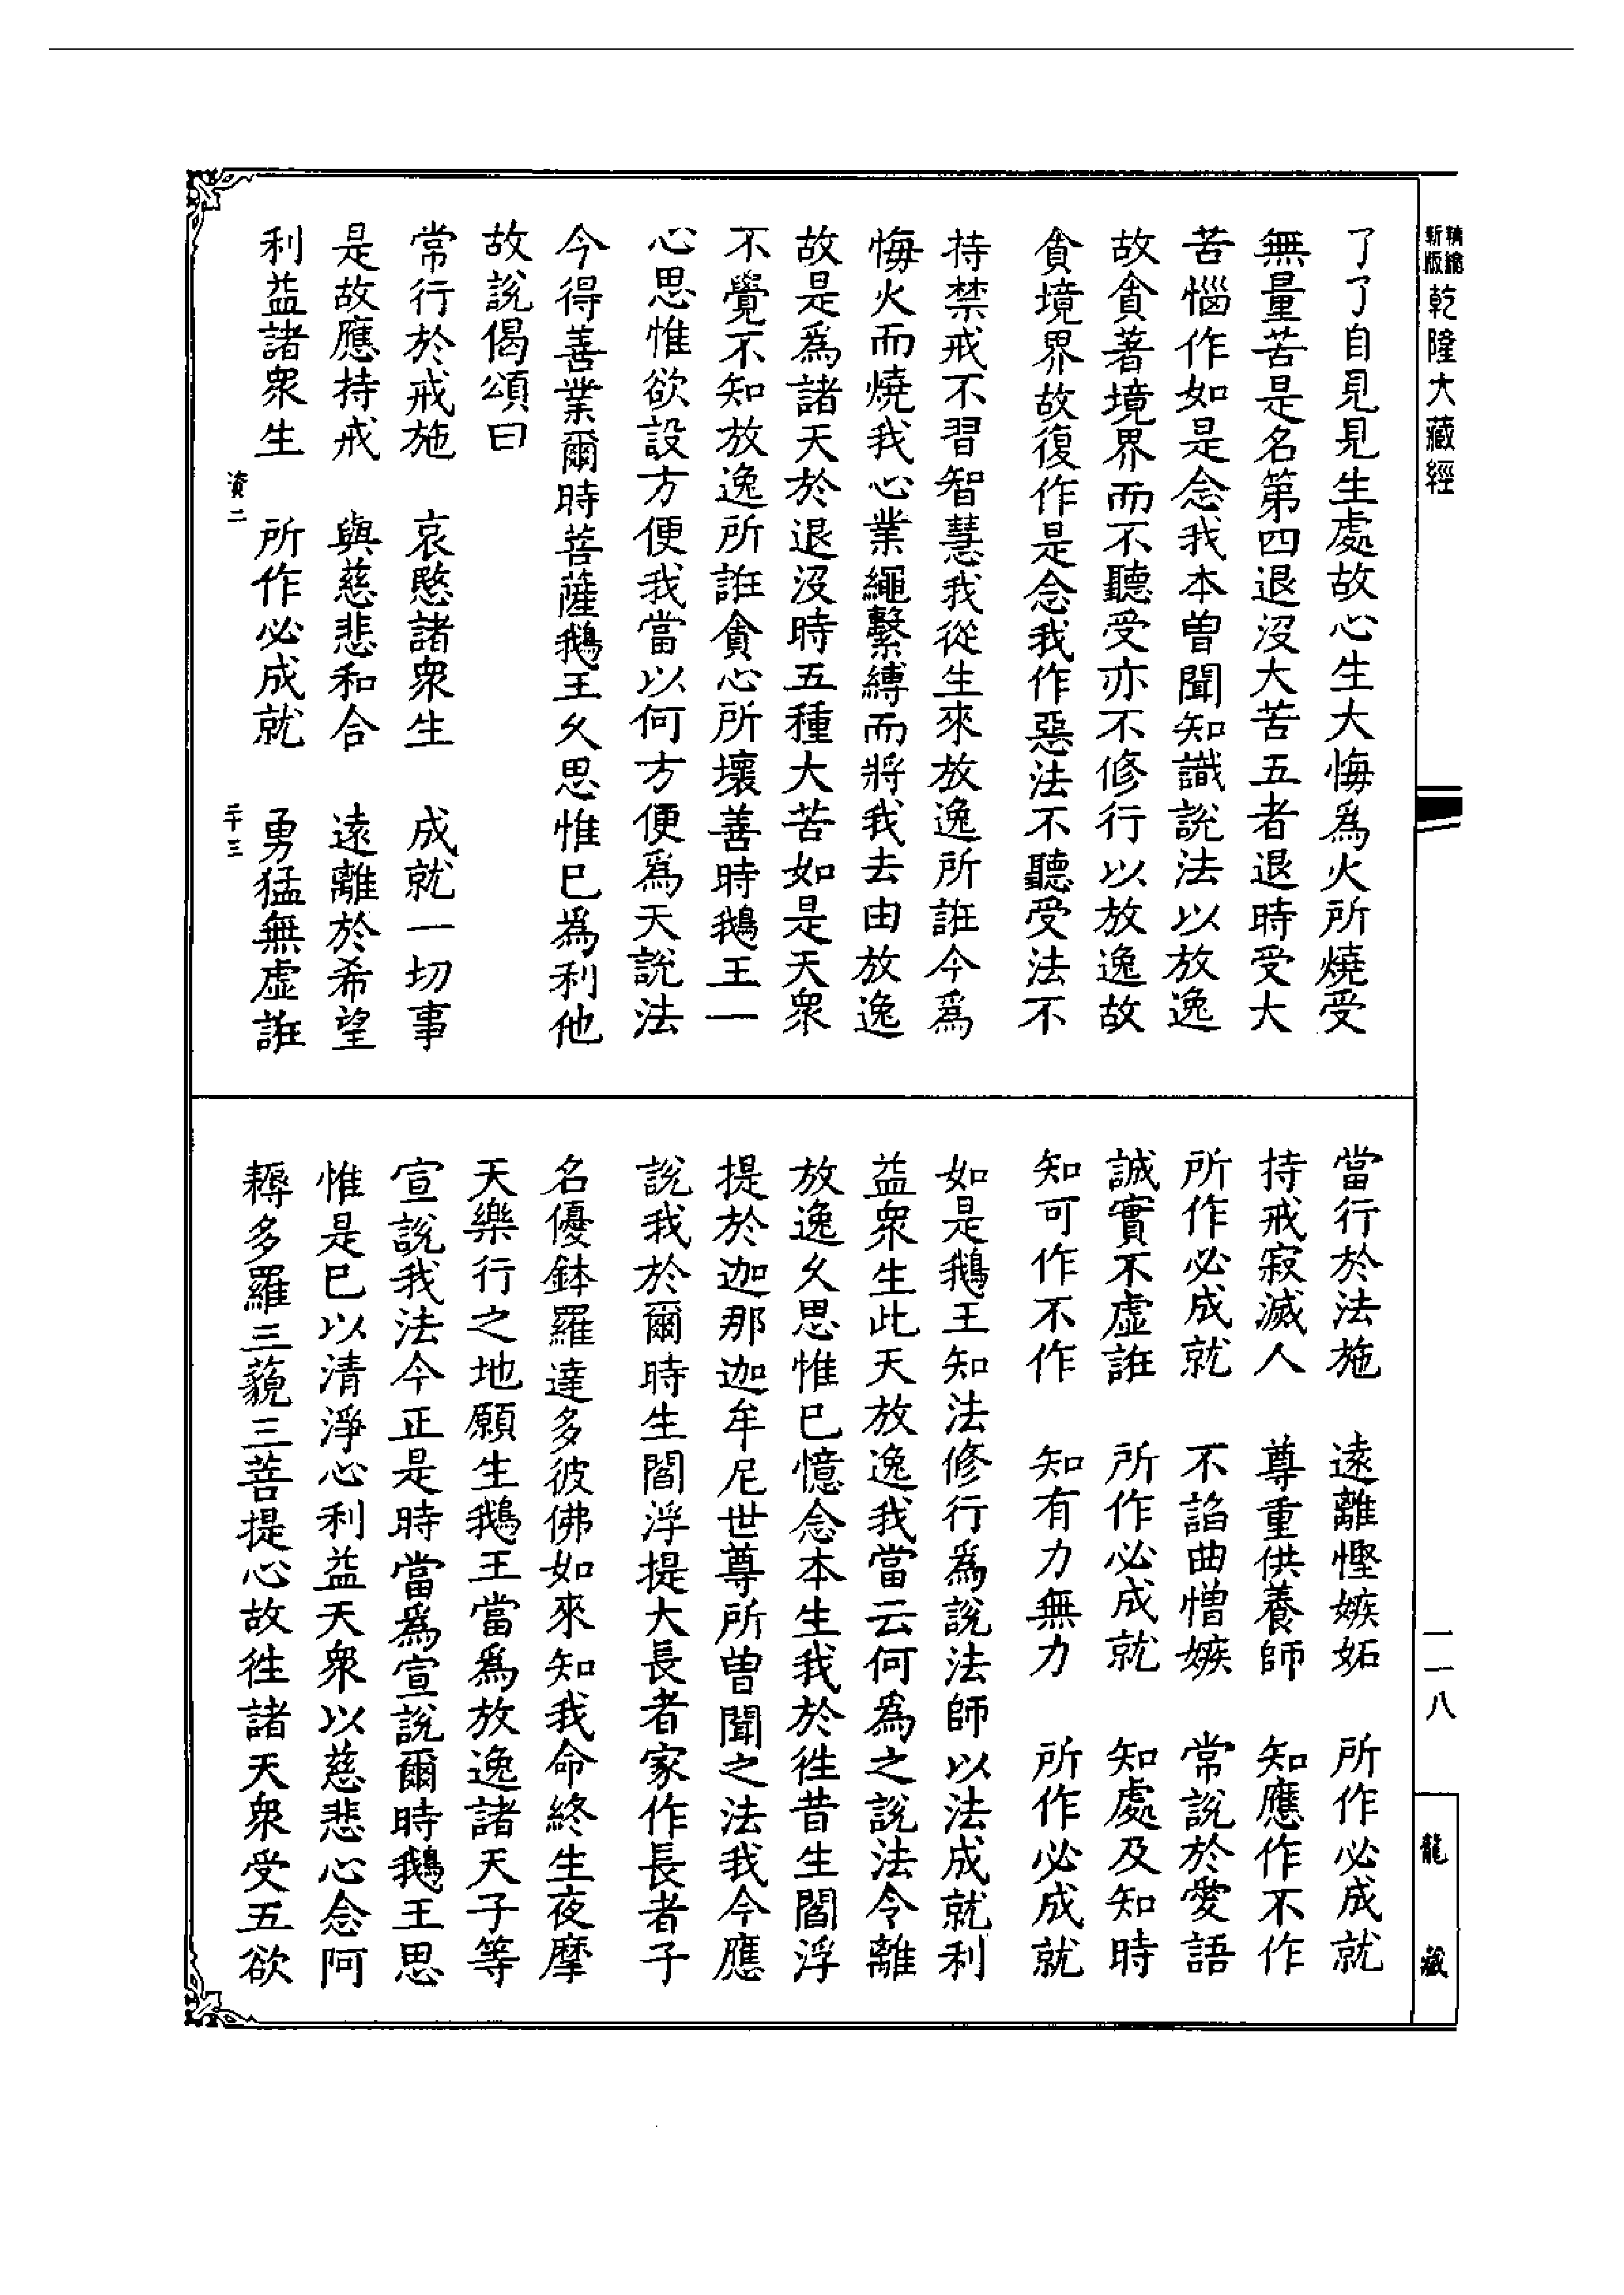 精縮新版乾隆大藏經
一一八
龍藏
了了自見見生處故心生大悔為火所燒受
無量苦是名第四退沒大苦五者退時受大
苦惱作如是念我本曾聞知識說法以放逸
故貪著境界而不聽受亦不修行以放逸故
貪境界故復作是念我作惡法不聽受法不
持禁戒不習智慧我從生來放逸所誑今為
悔火而燒我心業繩繫縛而將我去由放逸
故是為諸天於退沒時五種大苦如是天衆
不覺不知放逸所誑貪心所壞善時鵝王一
心思惟欲設方便我當以何方便為天說法
今得善業爾時菩薩鵝王久思惟已為利他
故說偈頌曰
常行於戒施　哀愍諸衆生　成就一切事
是故應持戒　與慈悲和合　遠離於希望
利益諸衆生　所作必成就　勇猛無虛誑
資二　二十三
當行於法施　遠離慳嫉妬　所作必成就
持戒寂滅人　尊重供養師　知應作不作
所作必成就　不諂曲憎嫉　常說於愛語
誠實不虛誑　所作必成就　知處及知時
知可作不作　知有力無力　所作必成就
如是鵝王知法修行為說法師以法成就利
益衆生此天放逸我當云何為之說法令離
放逸久思惟已憶念本生我於往昔生閻浮
提於迦那迦牟尼世尊所曾聞之法我今應
說我於爾時生閻浮提大長者家作長者子
名優鉢羅達多彼佛如來知我命終生夜摩
天樂行之地願生鵝王當為放逸諸天子等
宣說我法今正是時當為宣說爾時鵝王思
惟是已以清淨心利益天衆以慈悲心念阿
耨多羅三藐三菩提心故往諸天衆受五欲